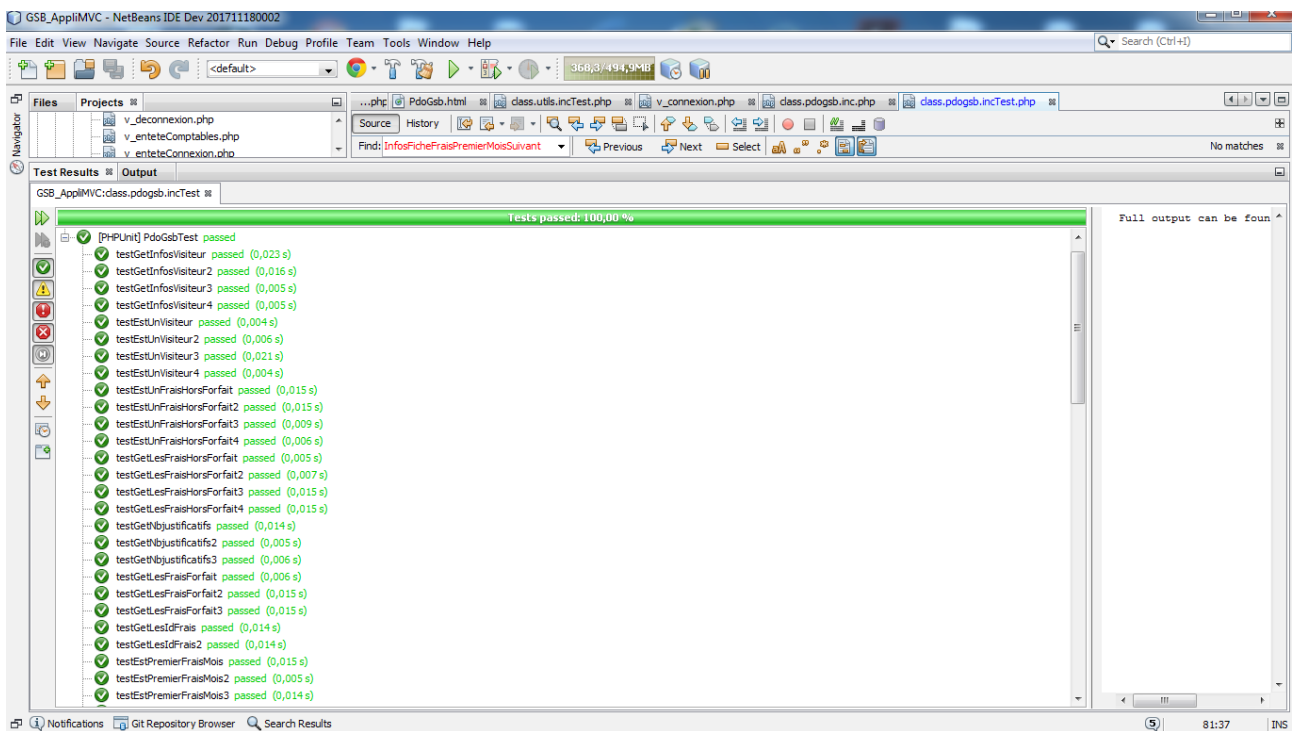 GSB_AppliMVC - NetBeans IDE Dev 201711180002
File Edit View Navigate Source Refactor Run Debug Profile Team Tools Window Help
Search (Ctrl+I)
<default>
368,3/494,9MB
Files Projects
...php PdoGsb.html class.utils.incTest.php v_connexion.php class.pdogsb.inc.php class.pdogsb.incTest.php
Navigator
v_deconnexion.php
v_enteteComptables.php
v_enteteConnexion.php
Source History
Find: InfosFicheFraisPremierMoisSuivant Previous Next Select No matches
Test Results Output
GSB_AppliMVC:class.pdogsb.incTest
Tests passed: 100,00 %
Full output can be foun
[PHPUnit] PdoGsbTest passed
testGetInfosVisiteur passed (0,023 s)
testGetInfosVisiteur2 passed (0,016 s)
testGetInfosVisiteur3 passed (0,005 s)
testGetInfosVisiteur4 passed (0,005 s)
testEstUnVisiteur passed (0,004 s)
testEstUnVisiteur2 passed (0,006 s)
testEstUnVisiteur3 passed (0,021 s)
testEstUnVisiteur4 passed (0,004 s)
testEstUnFraisHorsForfait passed (0,015 s)
testEstUnFraisHorsForfait2 passed (0,015 s)
testEstUnFraisHorsForfait3 passed (0,009 s)
testEstUnFraisHorsForfait4 passed (0,006 s)
testGetLesFraisHorsForfait passed (0,005 s)
testGetLesFraisHorsForfait2 passed (0,007 s)
testGetLesFraisHorsForfait3 passed (0,015 s)
testGetLesFraisHorsForfait4 passed (0,015 s)
testGetNbjustificatifs passed (0,014 s)
testGetNbjustificatifs2 passed (0,005 s)
testGetNbjustificatifs3 passed (0,006 s)
testGetLesFraisForfait passed (0,006 s)
testGetLesFraisForfait2 passed (0,015 s)
testGetLesFraisForfait3 passed (0,015 s)
testGetLesIdFrais passed (0,014 s)
testGetLesIdFrais2 passed (0,014 s)
testEstPremierFraisMois passed (0,015 s)
testEstPremierFraisMois2 passed (0,005 s)
testEstPremierFraisMois3 passed (0,014 s)
Notifications Git Repository Browser Search Results
5 81:37 INS